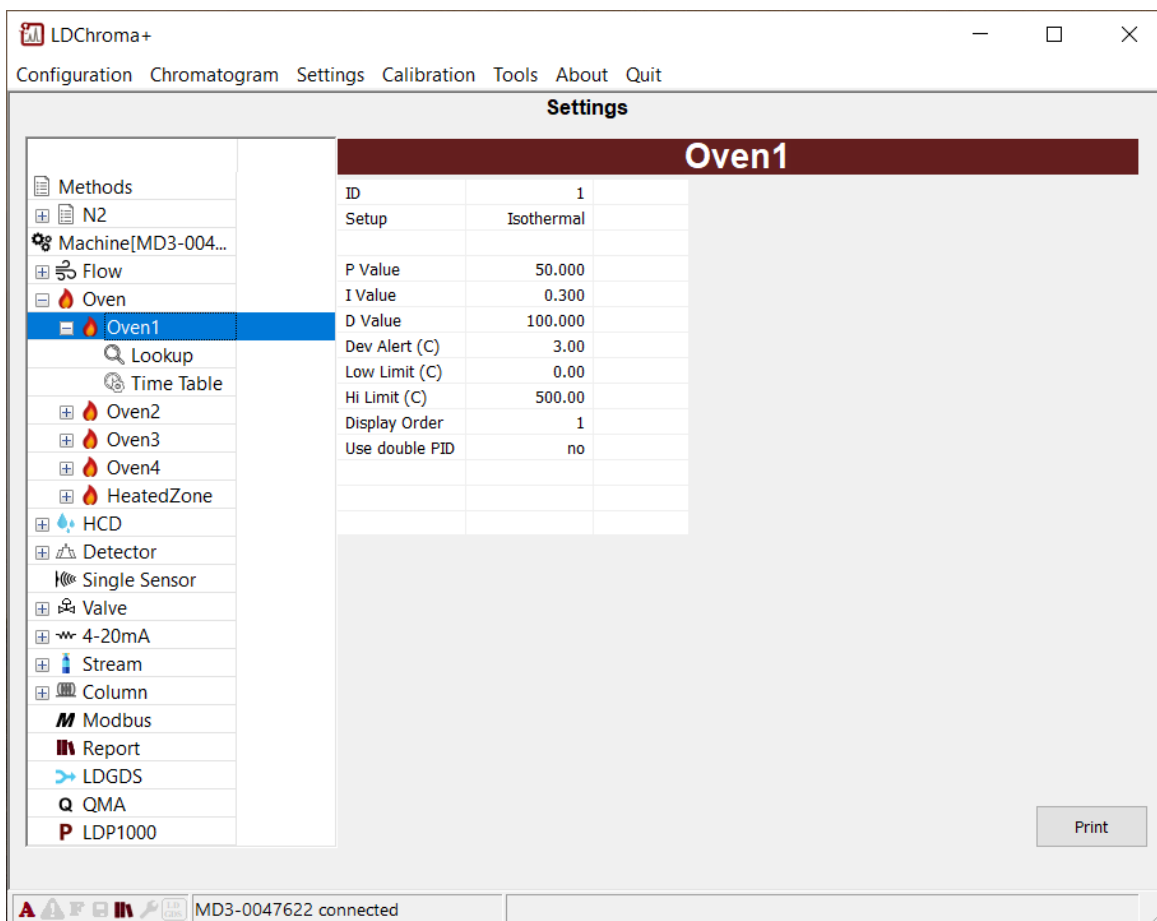 LDChroma+
Configuration Chromatogram Settings Calibration Tools About Quit
Settings
Methods
N2
Machine[MD3-004...
Flow
Oven
Oven1
Lookup
Time Table
Oven2
Oven3
Oven4
HeatedZone
HCD
Detector
Single Sensor
Valve
4-20mA
Stream
Column
Modbus
Report
LDGDS
Q QMA
P LDP1000
Oven1
ID 1
Setup Isothermal
P Value 50.000
I Value 0.300
D Value 100.000
Dev Alert (C) 3.00
Low Limit (C) 0.00
Hi Limit (C) 500.00
Display Order 1
Use double PID no
Print
A F LD GDS MD3-0047622 connected